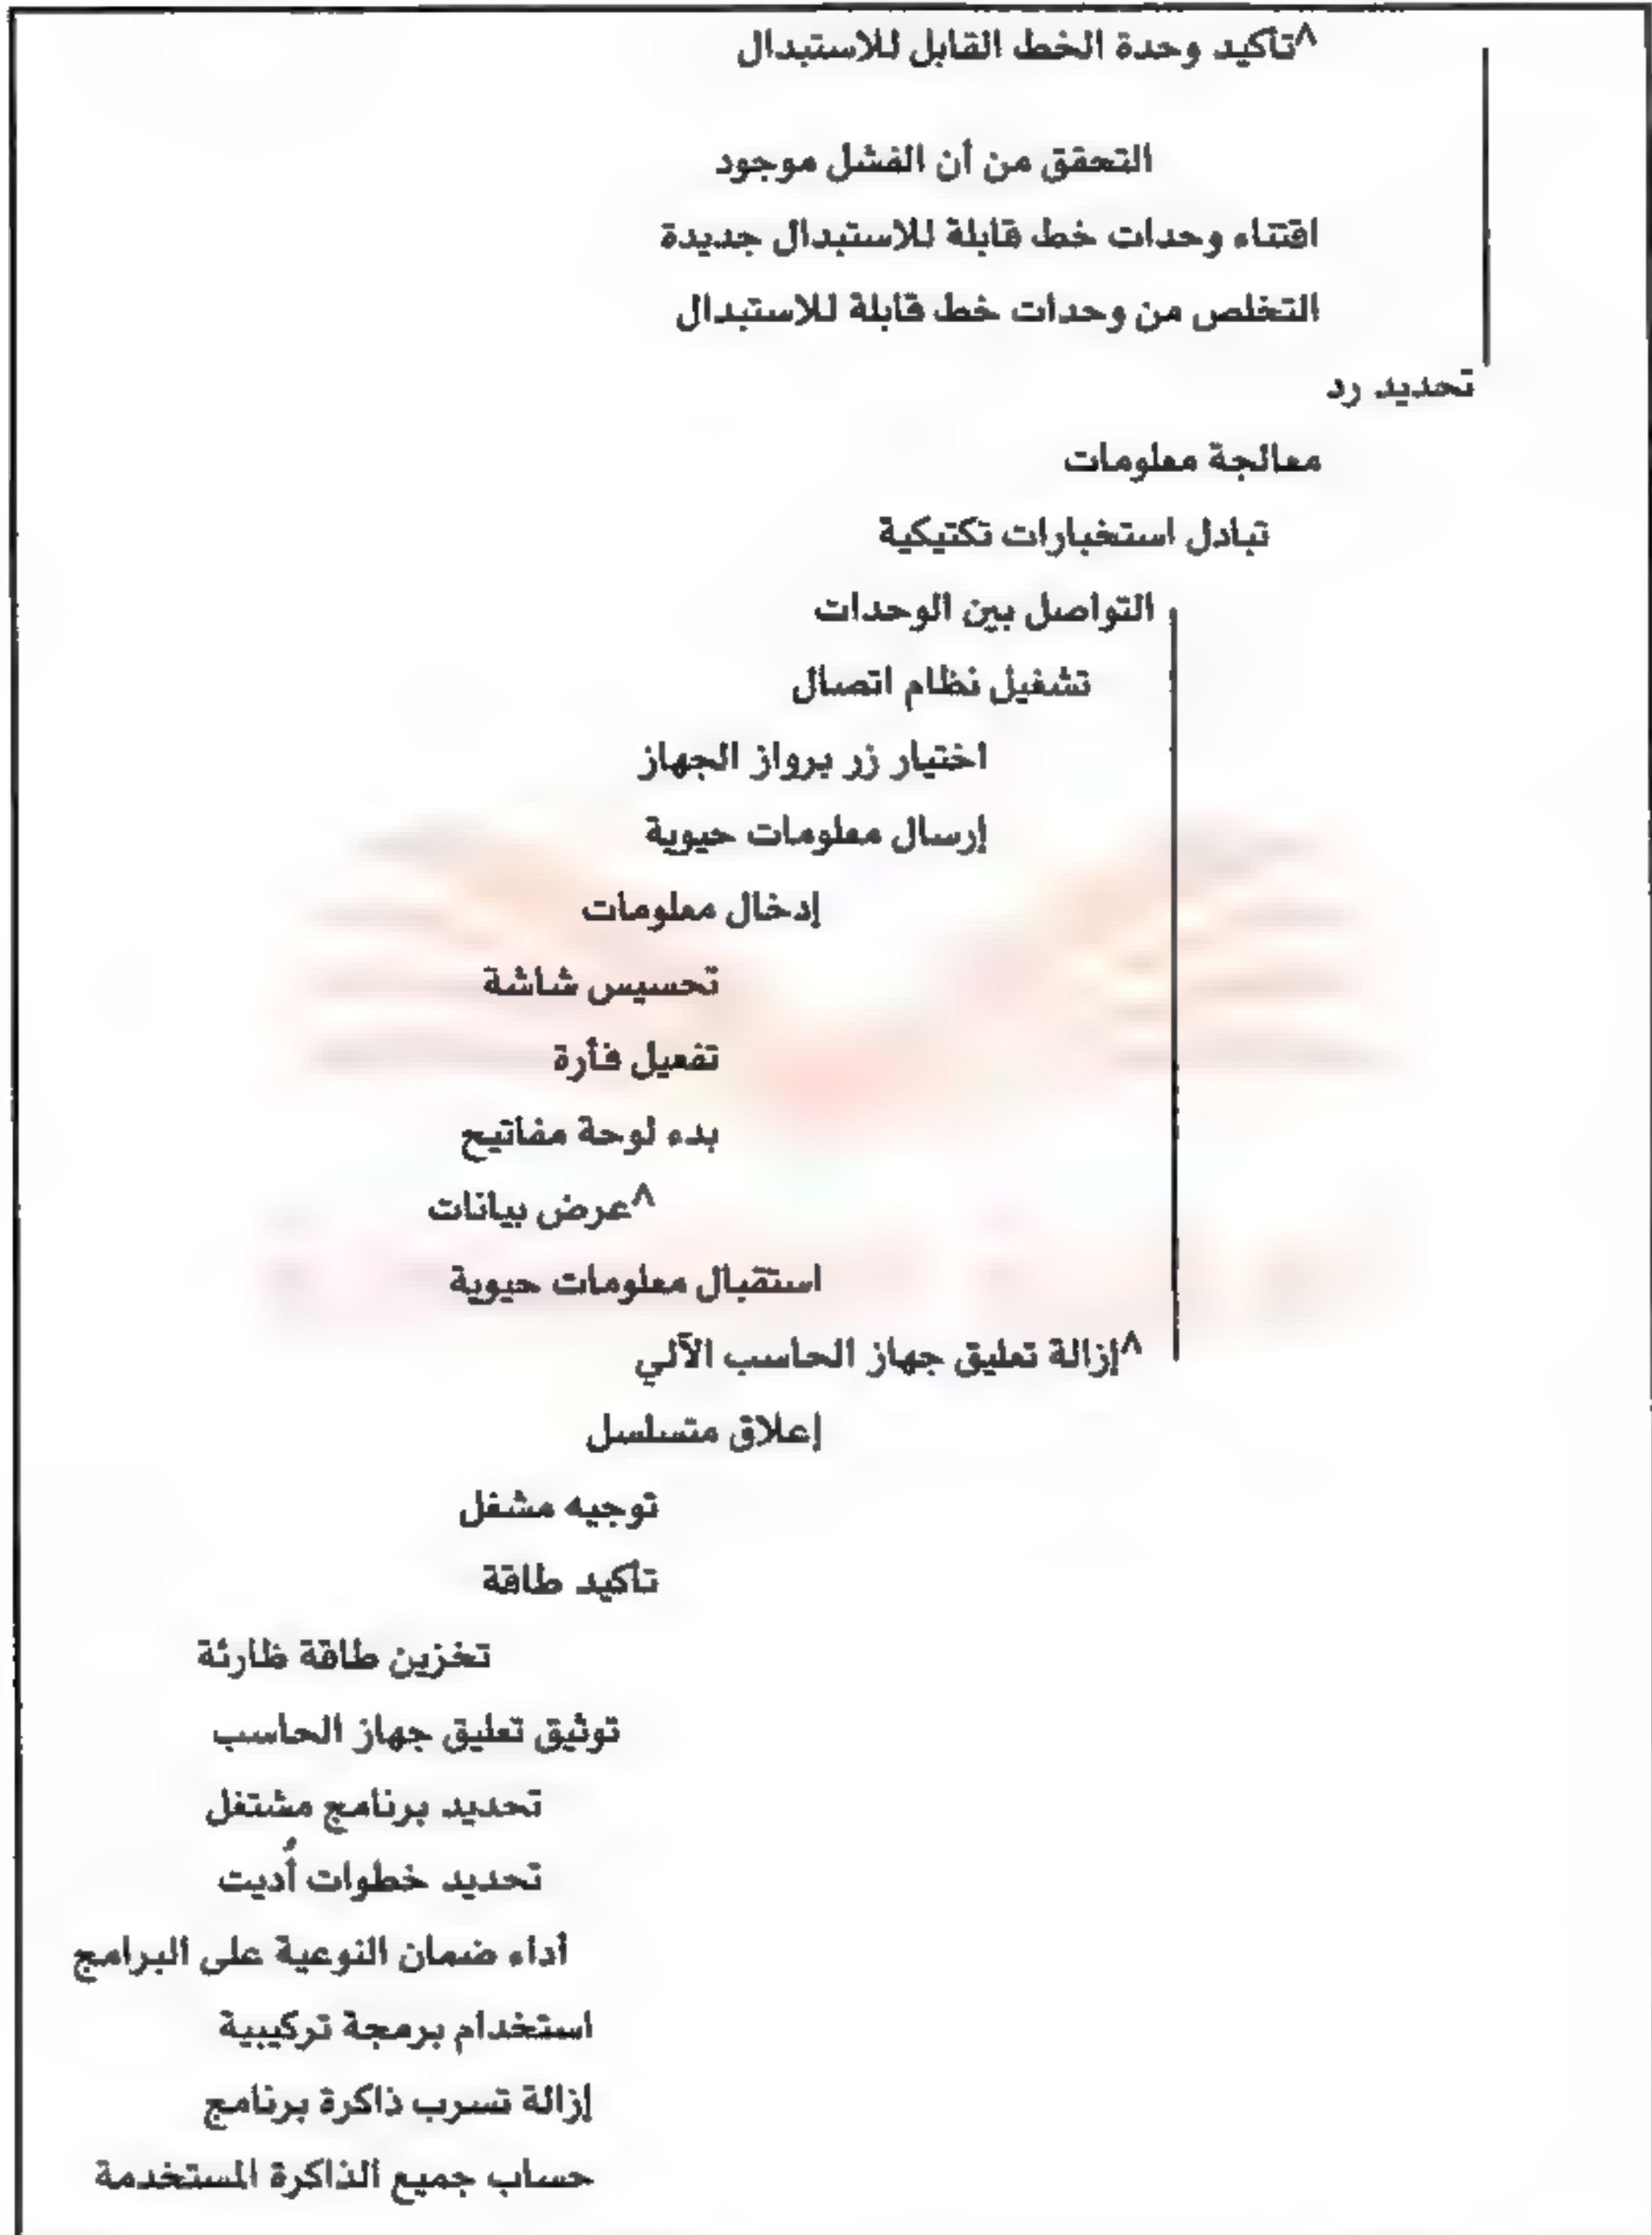 ^تأكيد وحدة الخط القابل للاستبدال
التحقق من أن الفشل موجود
اقتناء وحدات خط قابلة للاستبدال جديدة
التخلص من وحدات خط قابلة للاستبدال
تحديد رد
معالجة معلومات
تبادل استخبارات تكتيكية
التواصل بين الوحدات
تشغيل نظام اتصال
اختيار زر برواز الجهاز
إرسال معلومات حيوية
إدخال معلومات
تحسيس شاشة
تفعيل فأرة
بدء لوحة مفاتيح
^عرض بيانات
استقبال معلومات حيوية
^إزالة تعليق جهاز الحاسب الآلي
إعلاق متسلسل
توجيه مشغل
تأكيد طاقة
تخزين طاقة ظارئة
توثيق تعليق جهاز الحاسب
تحديد برنامج مشتغل
تحديد خطوات أُديت
أداء ضمان النوعية على البرامج
استخدام برمجة تركيبية
إزالة تسرب ذاكرة برنامج
حساب جميع الذاكرة المستخدمة